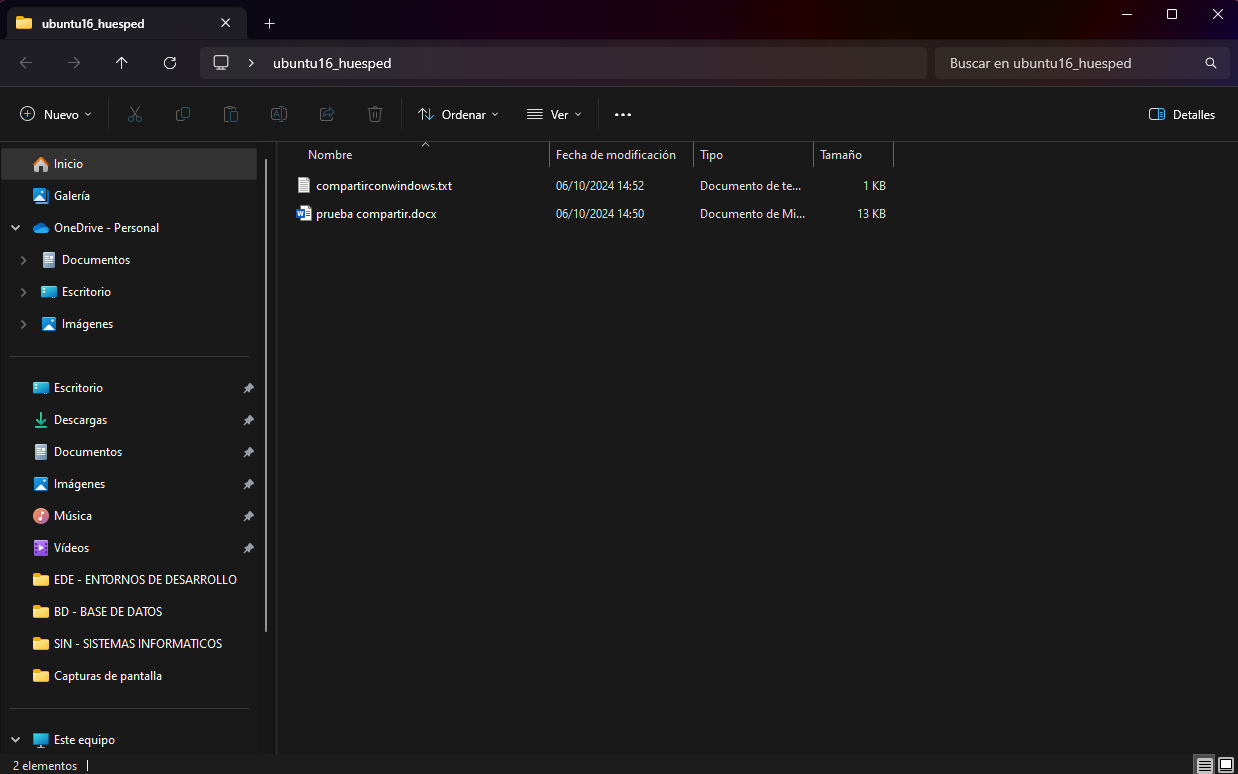 ubuntu16_huesped
ubuntu16_huesped
Buscar en ubuntu16_huesped
Nuevo
Ordenar
Ver
Detalles
Inicio
Galería
OneDrive - Personal
Documentos
Escritorio
Imágenes
Escritorio
Descargas
Documentos
Imágenes
Música
Vídeos
EDE - ENTORNOS DE DESARROLLO
BD - BASE DE DATOS
SIN - SISTEMAS INFORMATICOS
Capturas de pantalla
Este equipo
Nombre Fecha de modificación Tipo Tamaño
compartirconwindows.txt 06/10/2024 14:52 Documento de te... 1 KB
prueba compartir.docx 06/10/2024 14:50 Documento de Mi... 13 KB
2 elementos